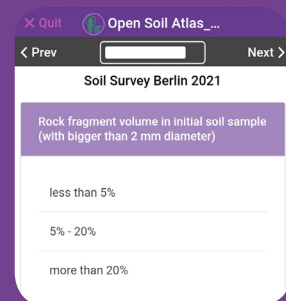 Quit
Open Soil Atlas_...
Prev
Next
Soil Survey Berlin 2021
Rock fragment volume in initial soil sample
(with bigger than 2 mm diameter)
less than 5%
5% - 20%
more than 20%